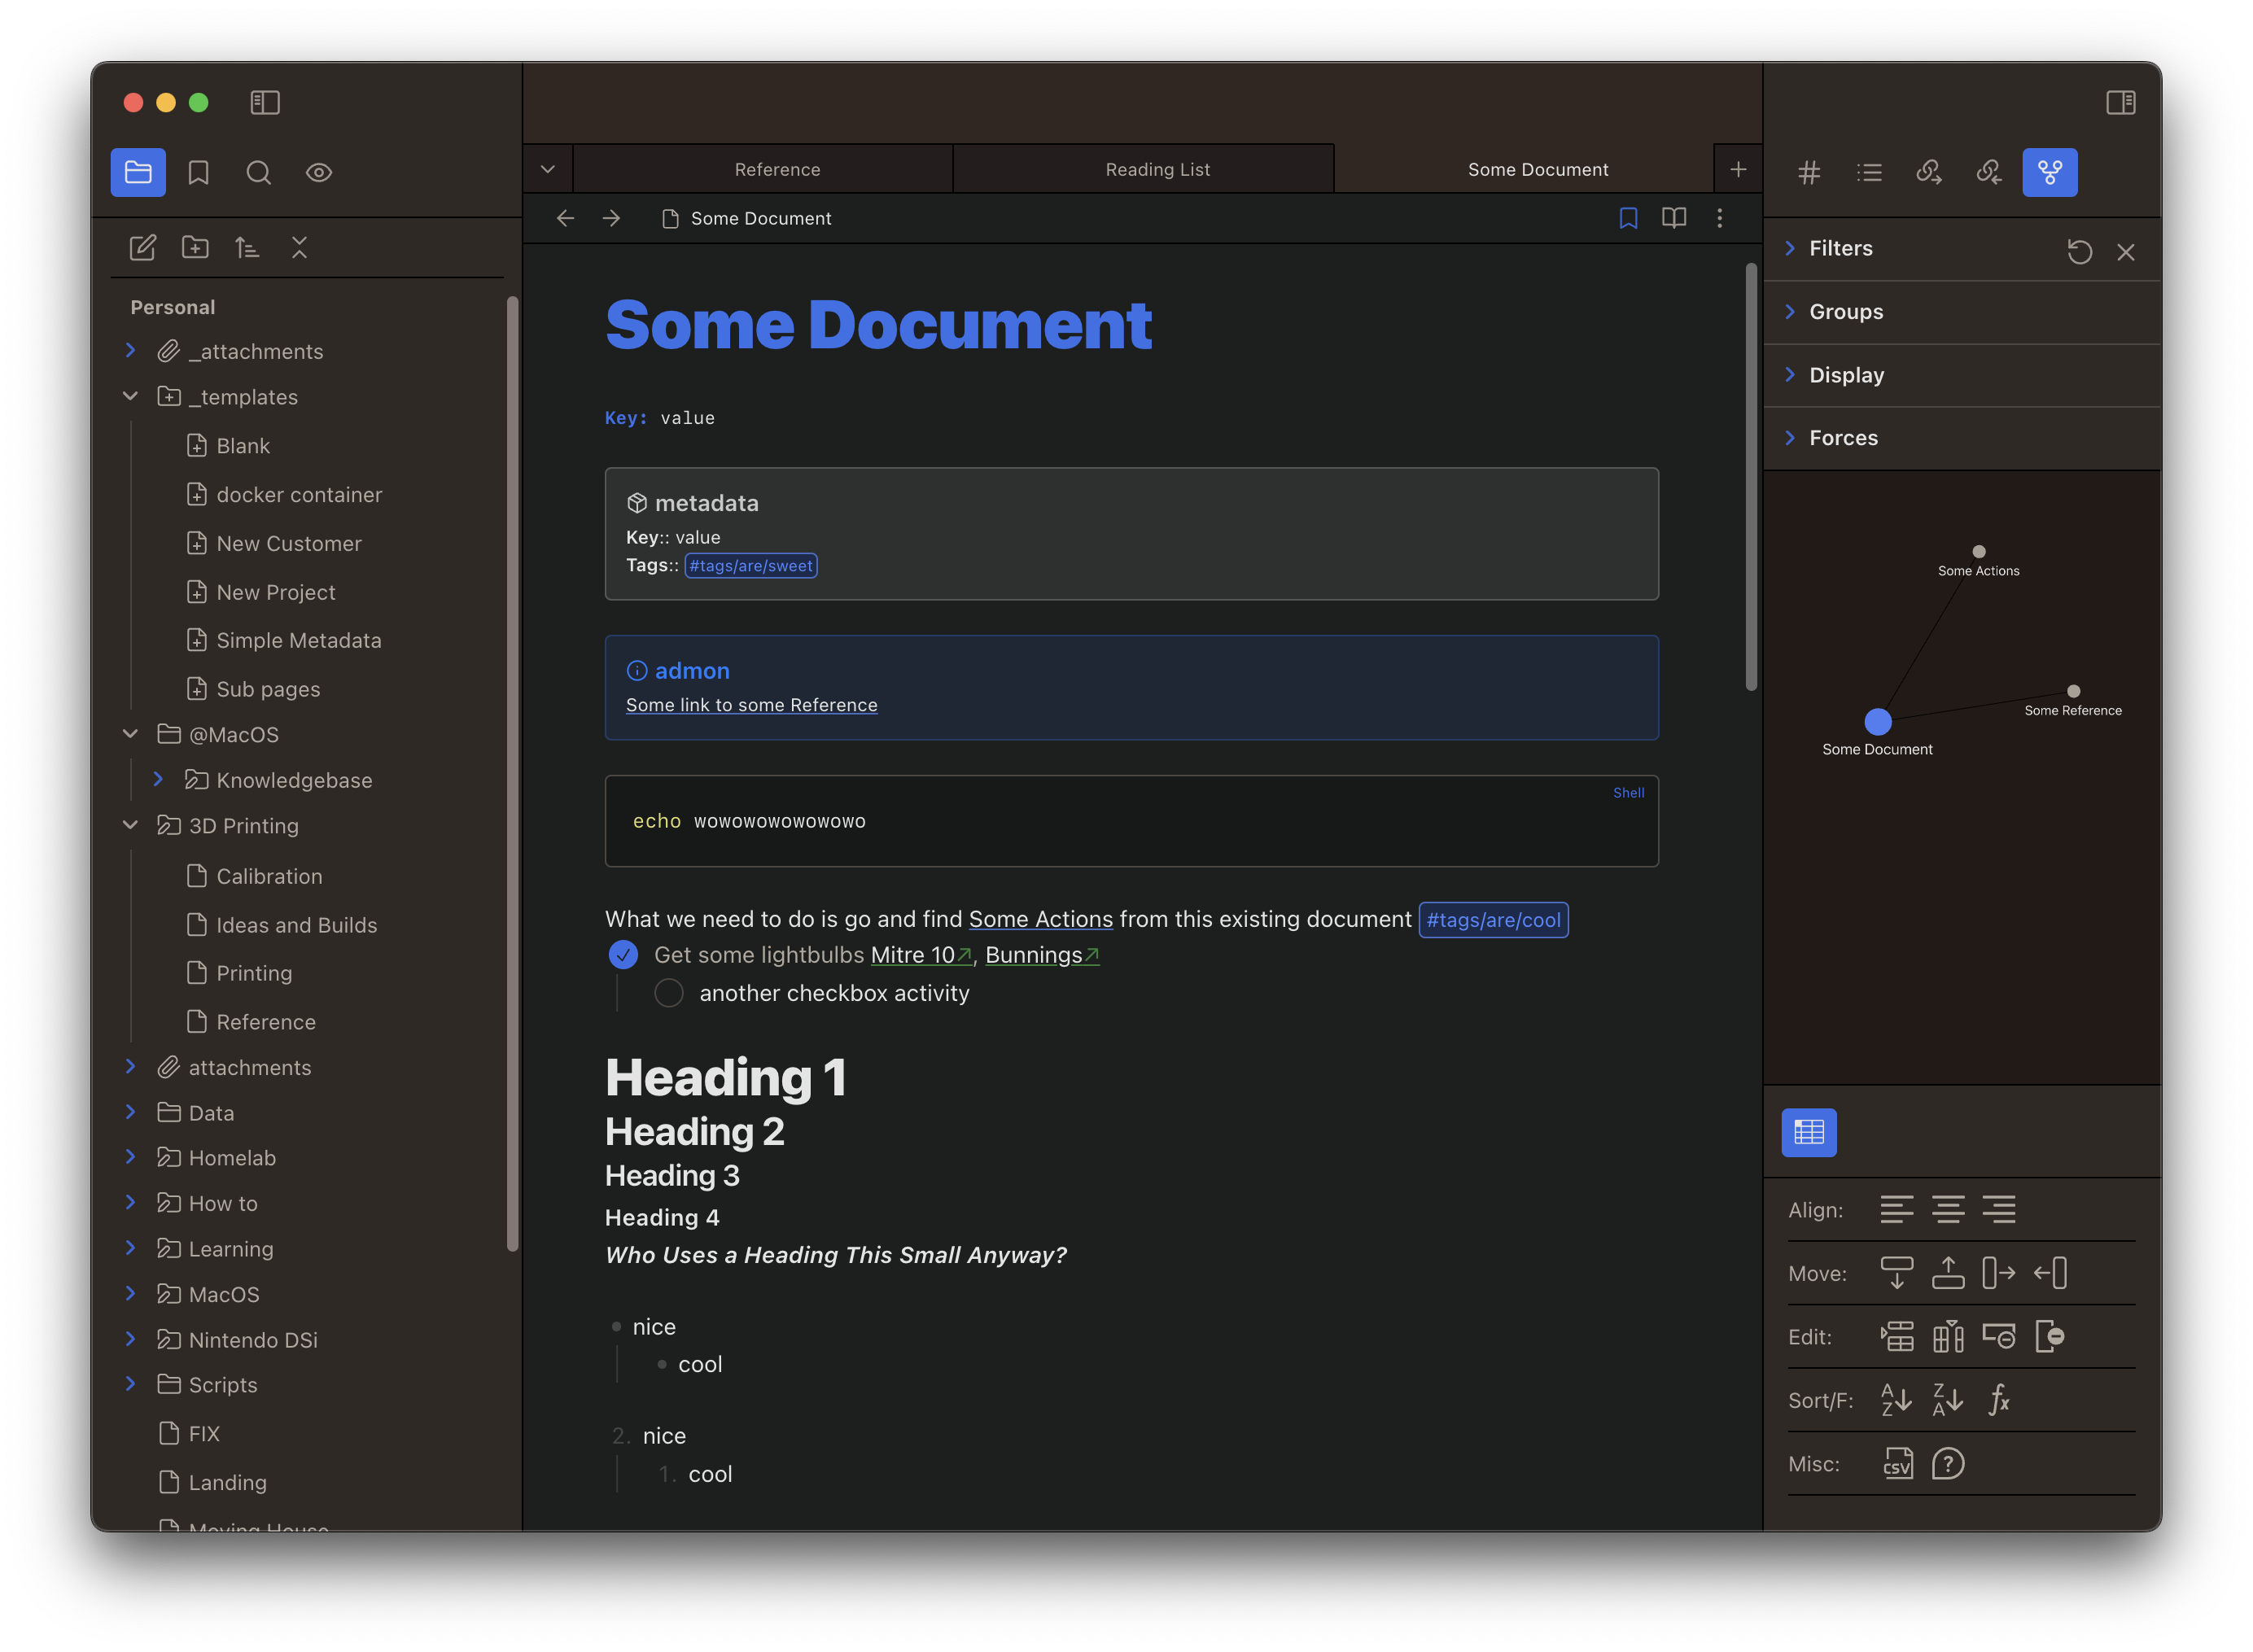 Reference
Reading List
Some Document
Some Document
Personal
_attachments
_templates
Blank
docker container
New Customer
New Project
Simple Metadata
Sub pages
@MacOS
Knowledgebase
3D Printing
Calibration
Ideas and Builds
Printing
Reference
attachments
Data
Homelab
How to
Learning
MacOS
Nintendo DSi
Scripts
FIX
Landing
Moving House
Some Document
Key: value
metadata
Key:: value
Tags:: #tags/are/sweet
admon
Some link to some Reference
Shell
echo wowowowowowowo
What we need to do is go and find Some Actions from this existing document #tags/are/cool
Get some lightbulbs Mitre 10, Bunnings
another checkbox activity
Heading 1
Heading 2
Heading 3
Heading 4
Who Uses a Heading This Small Anyway?
nice
cool
2. nice
1. cool
Filters
Groups
Display
Forces
Some Actions
Some Reference
Some Document
Align:
Move:
Edit:
Sort/F:
A
Z
Z
A
fx
Misc:
CSV
?